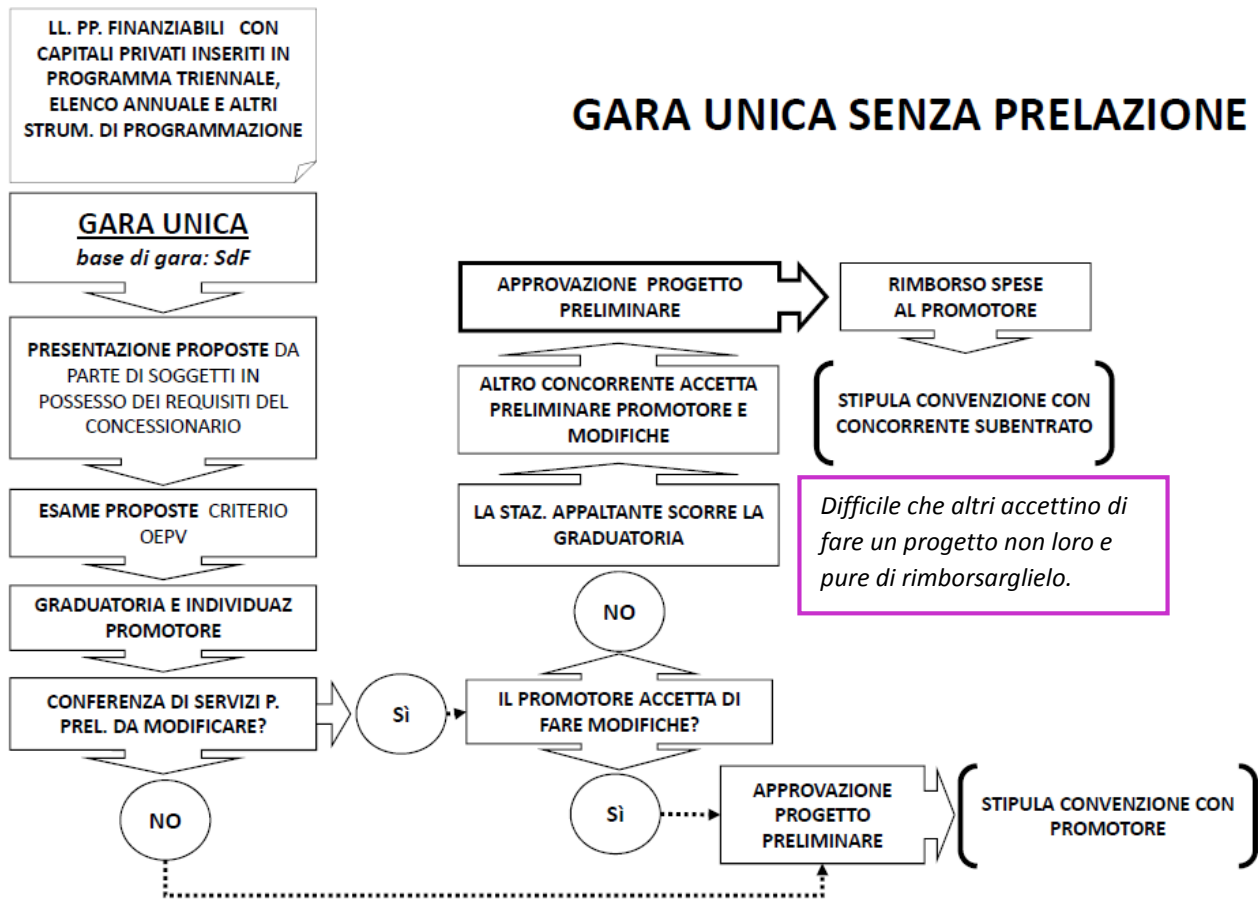 LL. PP. FINANZIABILI CON
CAPITALI PRIVATI INSERITI IN
PROGRAMMA TRIENNALE,
ELENCO ANNUALE E ALTRI
STRUM. DI PROGRAMMAZIONE
GARA UNICA SENZA PRELAZIONE
GARA UNICA
base di gara: SdF
PRESENTAZIONE PROPOSTE DA
PARTE DI SOGGETTI IN
POSSESSO DEI REQUISITI DEL
CONCESSIONARIO
ESAME PROPOSTE CRITERIO
OEPV
GRADUATORIA E INDIVIDUAZ
PROMOTORE
CONFERENZA DI SERVIZI P.
PREL. DA MODIFICARE?
NO
Sì
APPROVAZIONE PROGETTO
PRELIMINARE
RIMBORSO SPESE
AL PROMOTORE
ALTRO CONCORRENTE ACCETTA
PRELIMINARE PROMOTORE E
MODIFICHE
STIPULA CONVENZIONE CON
CONCORRENTE SUBENTRATO
LA STAZ. APPALTANTE SCORRE LA
GRADUATORIA
Difficile che altri accettino di
fare un progetto non loro e
pure di rimborsarglielo.
NO
IL PROMOTORE ACCETTA DI
FARE MODIFICHE?
Sì
APPROVAZIONE
PROGETTO
PRELIMINARE
STIPULA CONVENZIONE CON
PROMOTORE